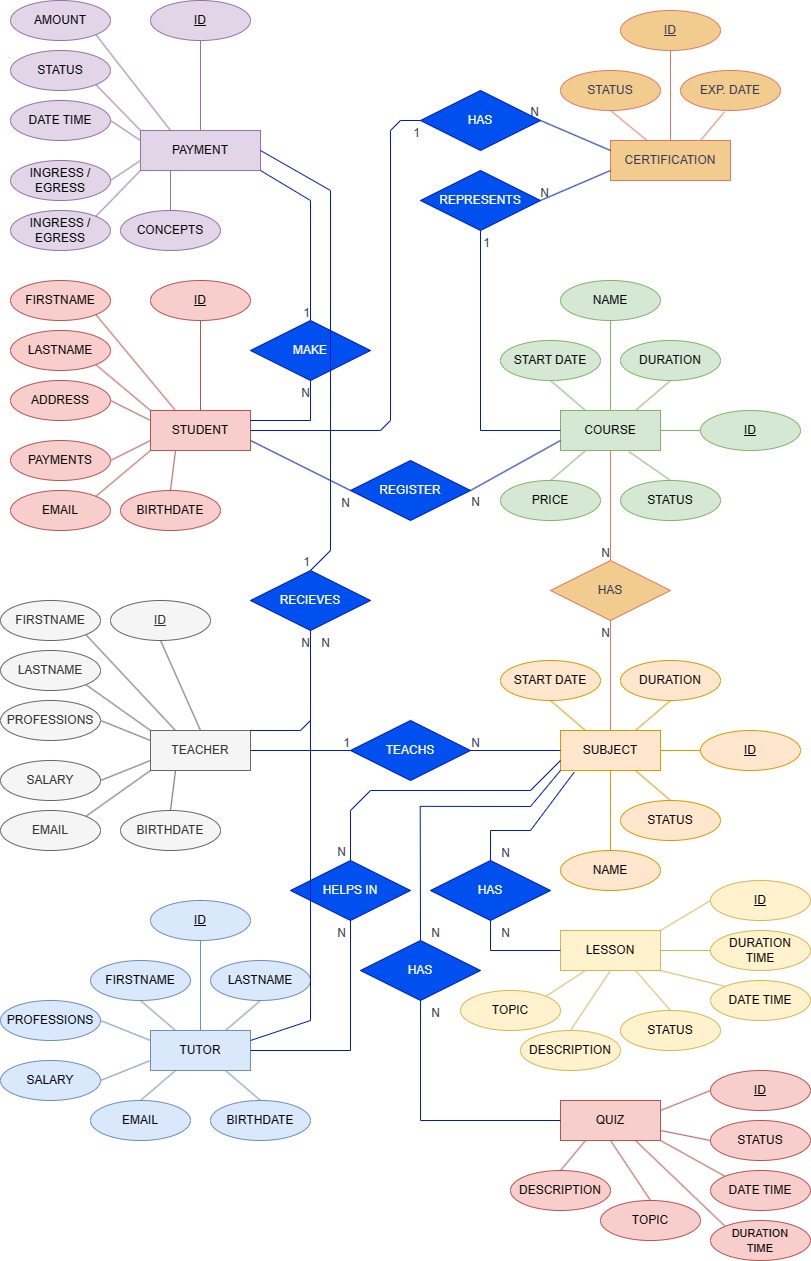 AMOUNT
ID
STATUS
DATE TIME
PAYMENT
INGRESS /
EGRESS
INGRESS /
EGRESS
CONCEPTS
ID
STATUS
EXP. DATE
CERTIFICATION
HAS
1
N
REPRESENTS
N
1
FIRSTNAME
ID
LASTNAME
ADDRESS
STUDENT
PAYMENTS
EMAIL
BIRTHDATE
1
MAKE
N
NAME
START DATE
DURATION
COURSE
ID
PRICE
STATUS
N
REGISTER
N
1
RECIEVES
N
N
N
HAS
N
FIRSTNAME
ID
LASTNAME
PROFESSIONS
TEACHER
SALARY
EMAIL
BIRTHDATE
1
TEACHS
N
START DATE
DURATION
SUBJECT
ID
STATUS
NAME
N
HELPS IN
N
N
HAS
N
N
HAS
N
ID
LESSON
DURATION
TIME
DATE TIME
TOPIC
STATUS
DESCRIPTION
ID
FIRSTNAME
LASTNAME
PROFESSIONS
TUTOR
SALARY
EMAIL
BIRTHDATE
ID
QUIZ
STATUS
DESCRIPTION
DATE TIME
TOPIC
DURATION
TIME